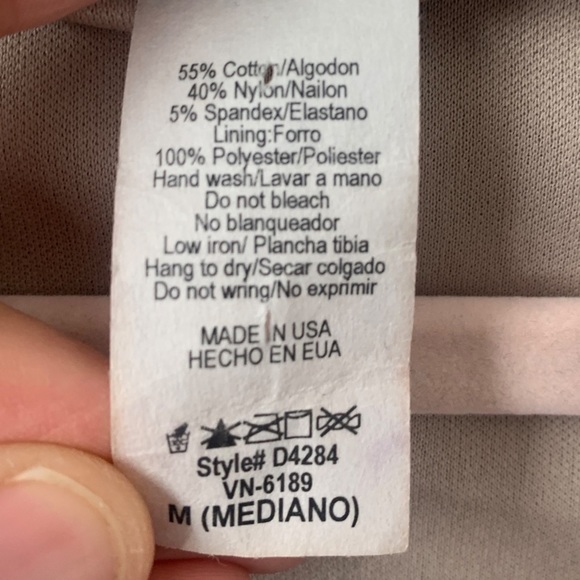 55% Cotton/Algodon
40% Nylon/Nailon
5% Spandex/Elastano
Lining:Forro
100% Polyester/Poliester
Hand wash/Lavar a mano
Do not bleach
No blanqueador
Low iron/ Plancha tibia
Hang to dry/Secar colgado
Do not wring/No exprimir
MADE IN USA
HECHO EN EUA
Style# D4284
VN-6189
M (MEDIANO)